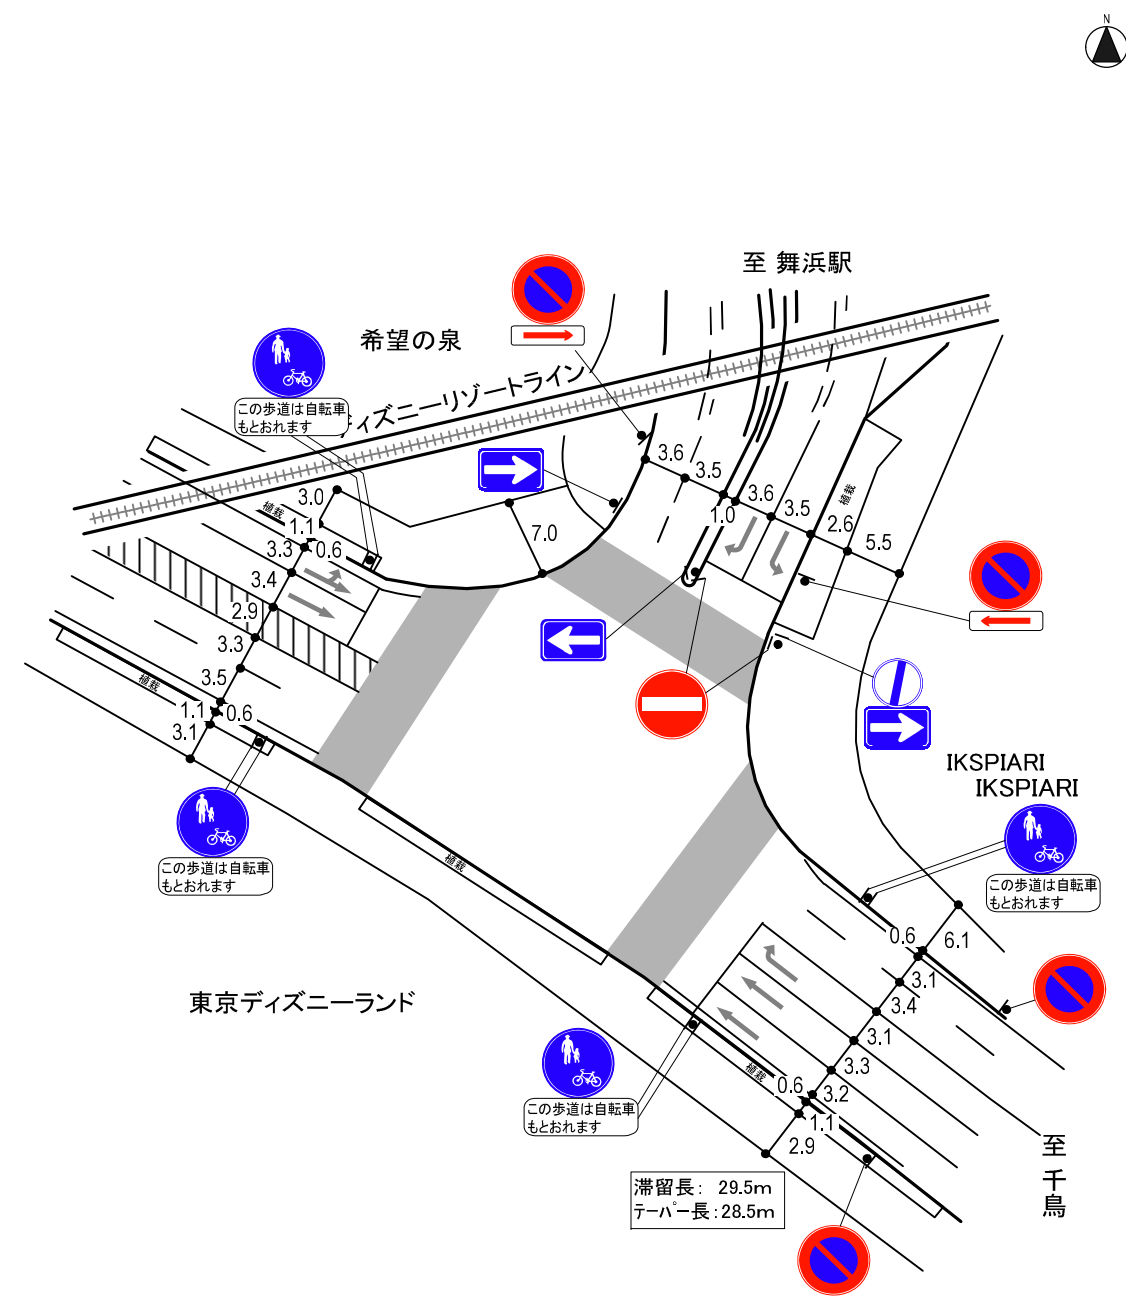 N
至 舞浜駅
希望の泉
ディズニーリゾートライン
この歩道は自転車
もとおれます
3.6
3.5
1.0
3.6
3.5
2.6
5.5
植栽
7.0
3.0
植栽
1.1
0.6
3.3
3.4
2.9
3.3
3.5
植栽
1.1
0.6
3.1
この歩道は自転車
もとおれます
IKSPIARI
IKSPIARI
この歩道は自転車
もとおれます
植栽
0.6
6.1
3.1
3.4
3.1
3.3
3.2
0.6
1.1
2.9
植栽
東京ディズニーランド
この歩道は自転車
もとおれます
至
千
鳥
滞留長: 29.5m
テーパー長:28.5m